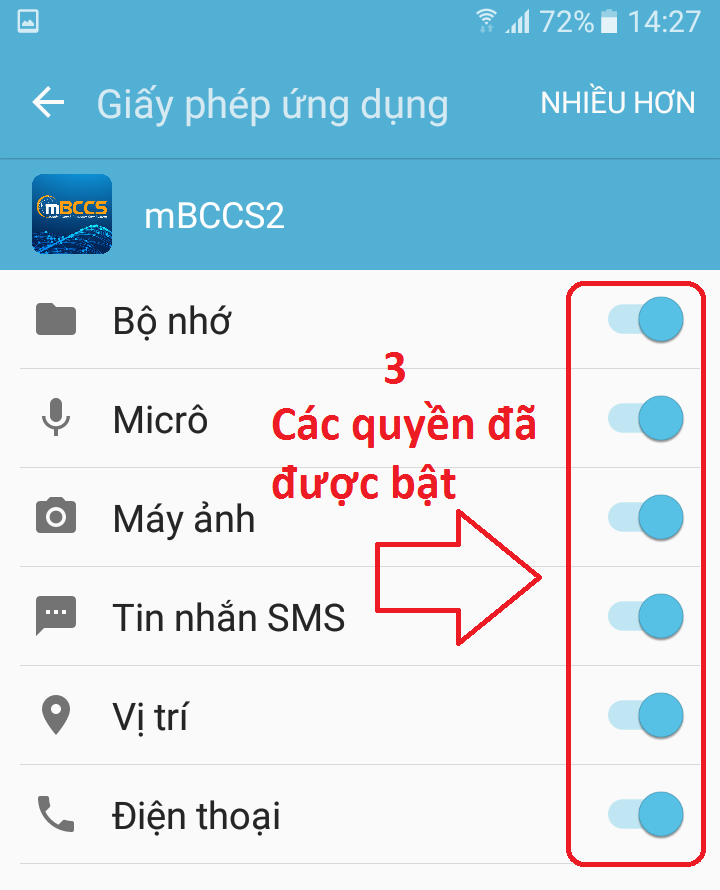 72% 14:27
Giấy phép ứng dụng NHIỀU HƠN
mBCCS
mBCCS2
Bộ nhớ
3
Micrô
Các quyền đã
được bật
Máy ảnh
Tin nhắn SMS
Vị trí
Điện thoại